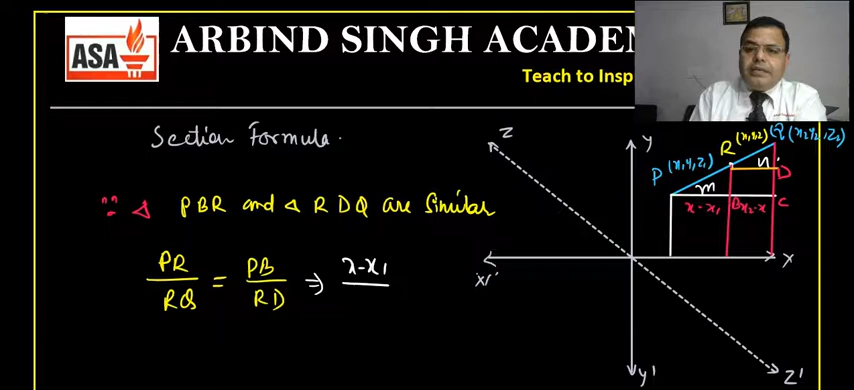 ASA
ARBIND SINGH ACADEM
Teach to Insp
Section Formula.
∵ △ PBR and △ RDQ are Similar
PR/RQ = PB/RD ⇒ x-x1
Z
Y
R (x,y,z)
Q (x2 y2, z2)
P (x1 y1 z1)
n
D
m
x-x1
B
x2-x
C
X
X'
Y'
Z'